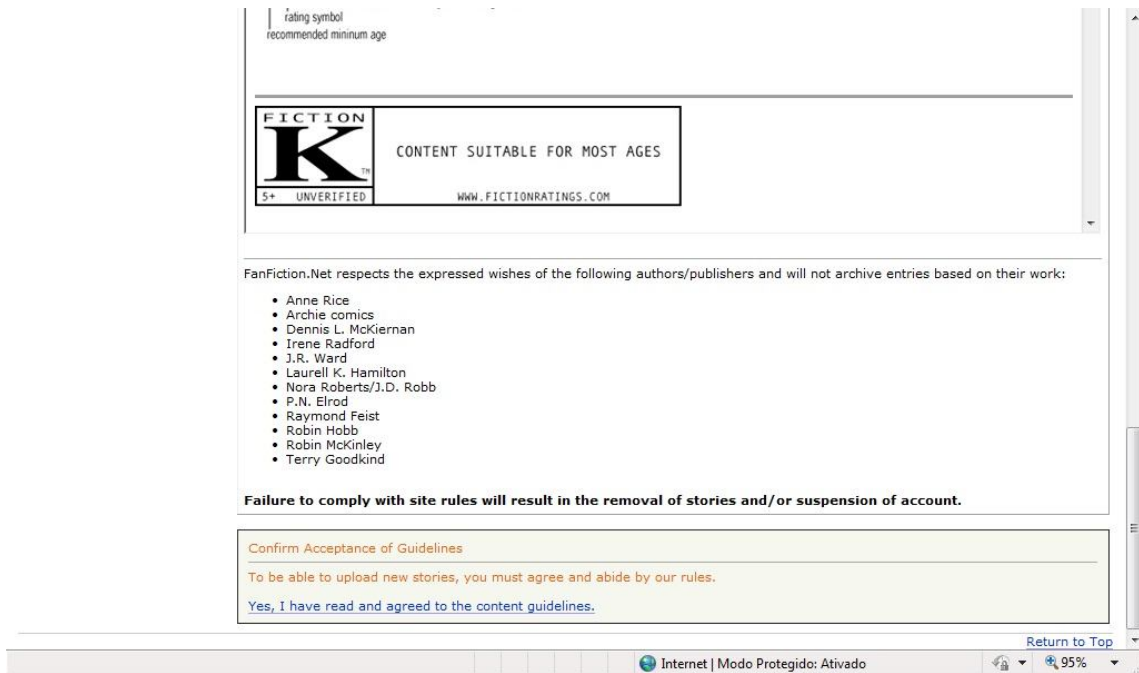 rating symbol
recommended mininum age
FICTION
K
TM
5+ UNVERIFIED
CONTENT SUITABLE FOR MOST AGES
WWW.FICTIONRATINGS.COM
FanFiction.Net respects the expressed wishes of the following authors/publishers and will not archive entries based on their work:
• Anne Rice
• Archie comics
• Dennis L. McKiernan
• Irene Radford
• J.R. Ward
• Laurell K. Hamilton
• Nora Roberts/J.D. Robb
• P.N. Elrod
• Raymond Feist
• Robin Hobb
• Robin McKinley
• Terry Goodkind
Failure to comply with site rules will result in the removal of stories and/or suspension of account.
Confirm Acceptance of Guidelines
To be able to upload new stories, you must agree and abide by our rules.
Yes, I have read and agreed to the content guidelines.
Return to Top
Internet | Modo Protegido: Ativado
95%